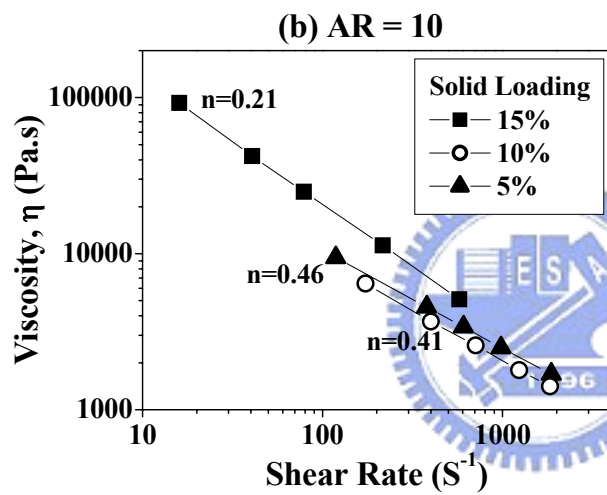 (b) AR = 10
Viscosity, η (Pa.s)
100000
10000
1000
n=0.21
n=0.46
n=0.41
Solid Loading
15%
10%
5%
E S A
1896
10
100
1000
Shear Rate (S⁻¹)